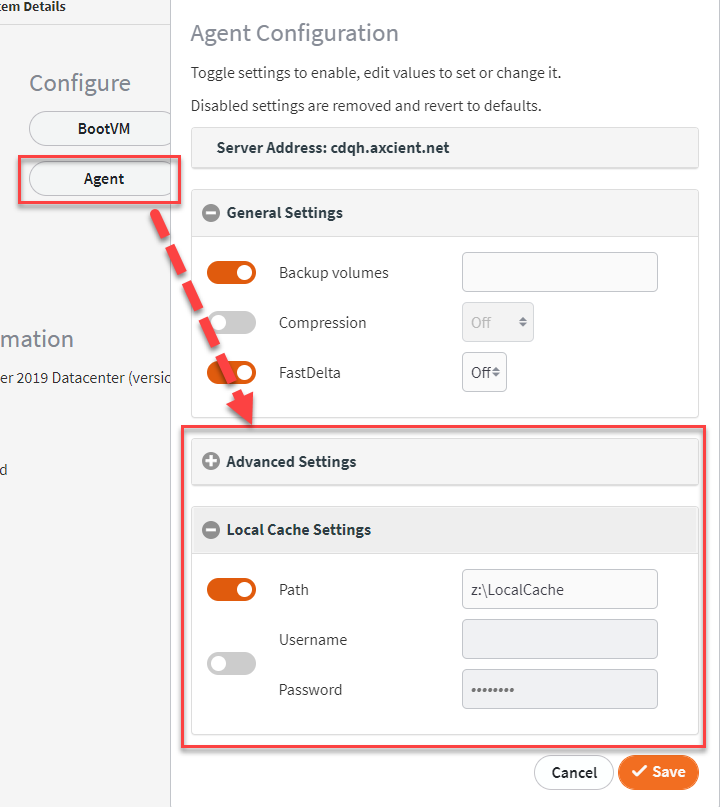 em Details
Configure
BootVM
Agent
mation
er 2019 Datacenter (versio
d
Agent Configuration
Toggle settings to enable, edit values to set or change it.
Disabled settings are removed and revert to defaults.
Server Address: cdqh.axcient.net
General Settings
Backup volumes
Compression Off
FastDelta Off
Advanced Settings
Local Cache Settings
Path z:\LocalCache
Username
Password ••••••••
Cancel Save